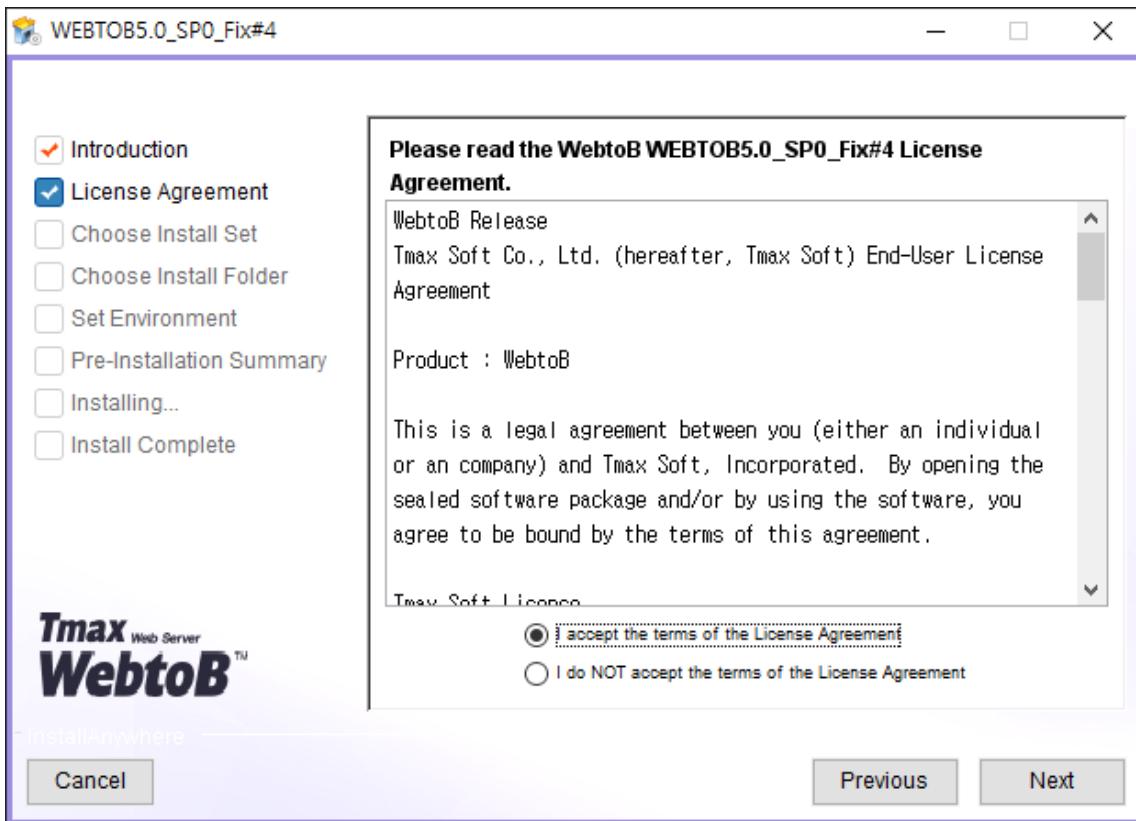 WEBTOB5.0_SP0_Fix#4
Introduction
License Agreement
Choose Install Set
Choose Install Folder
Set Environment
Pre-Installation Summary
Installing...
Install Complete
Please read the WebtoB WEBTOB5.0_SP0_Fix#4 License
Agreement.
WebtoB Release
Tmax Soft Co., Ltd. (hereafter, Tmax Soft) End-User License
Agreement
Product : WebtoB
This is a legal agreement between you (either an individual
or an company) and Tmax Soft, Incorporated.  By opening the
sealed software package and/or by using the software, you
agree to be bound by the terms of this agreement.
Tmax Soft Licence
I accept the terms of the License Agreement
I do NOT accept the terms of the License Agreement
Tmax Web Server
WebtoB™
InstallAnywhere
Cancel
Previous
Next